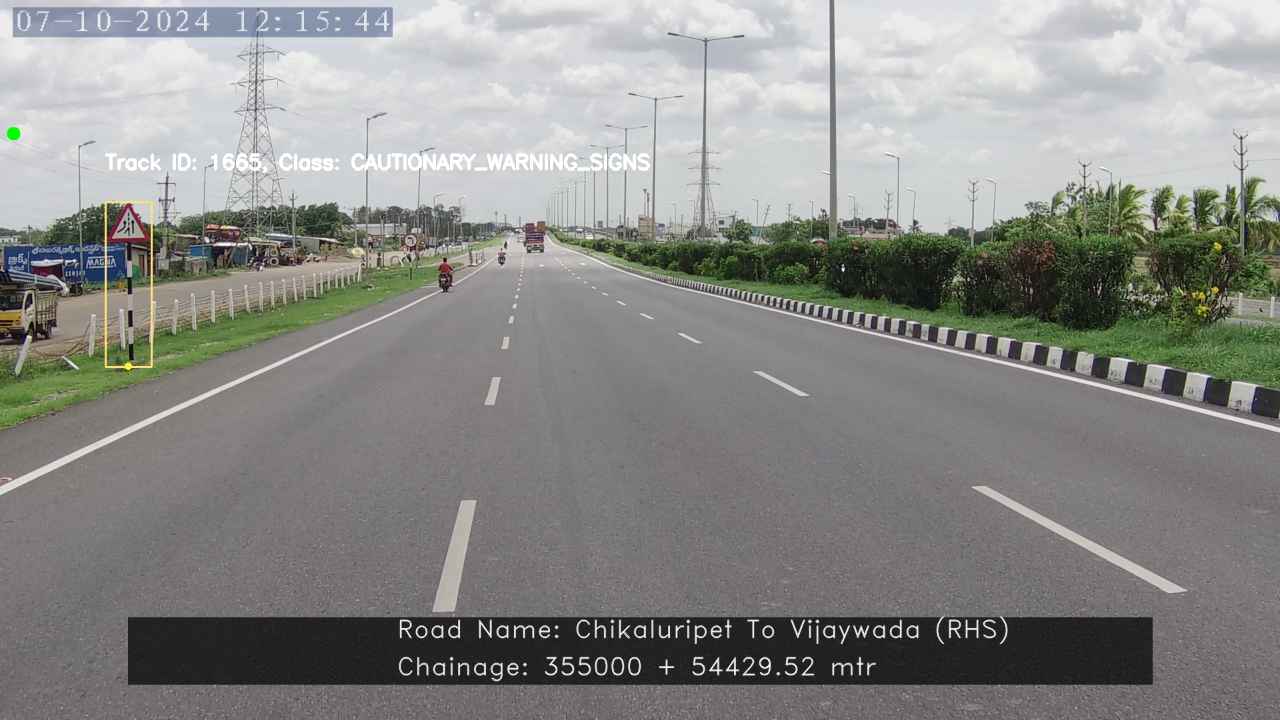 07-10-2024 12:15:44
Track ID: 1665, Class: CAUTIONARY_WARNING_SIGNS
MAGMA
Road Name: Chikaluripet To Vijaywada (RHS)
Chainage: 355000 + 54429.52 mtr